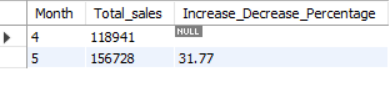 Month Total_sales Increase_Decrease_Percentage
4 118941 NULL
5 156728 31.77